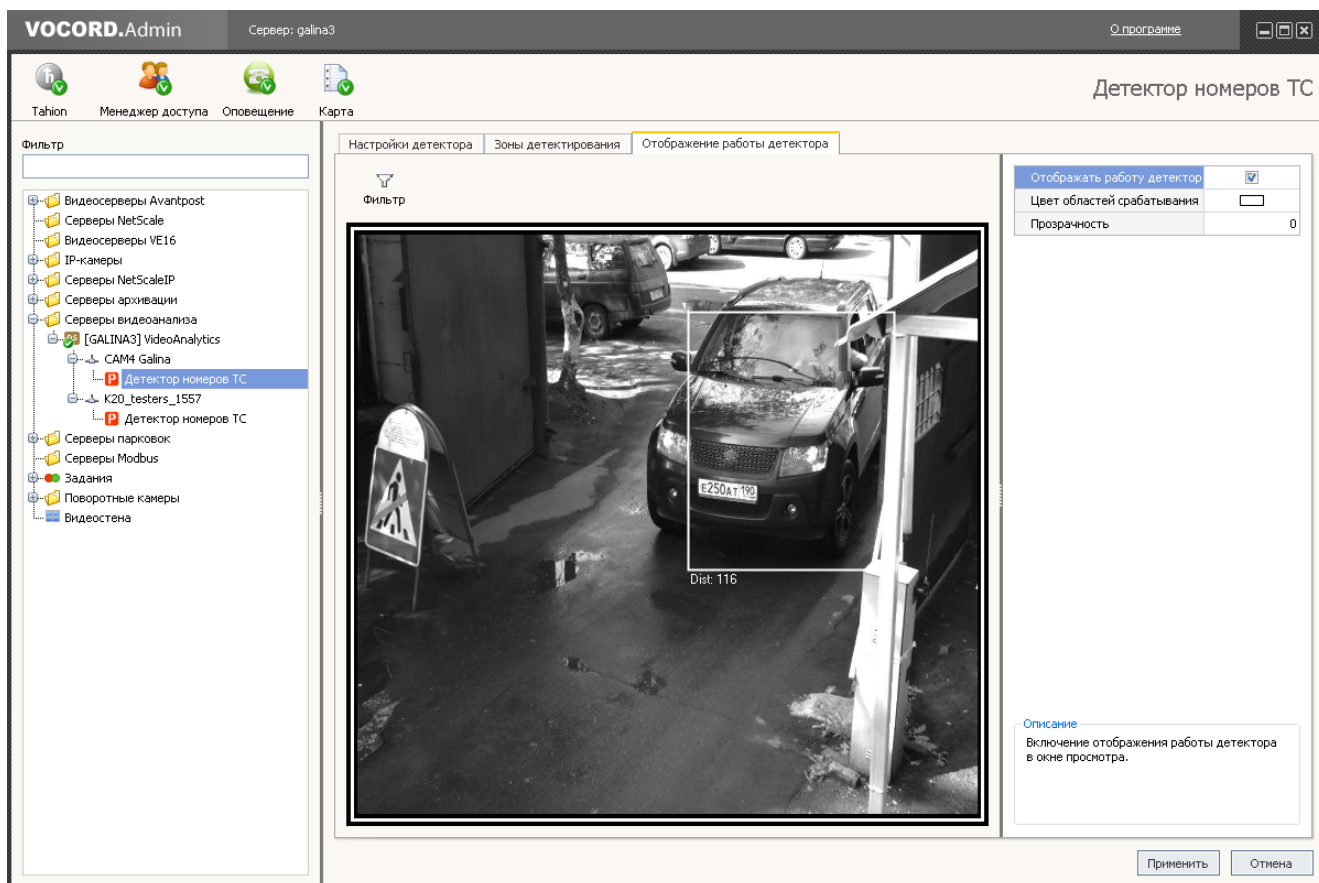 VOCORD.Admin
Сервер: galina3
О программе
Tahion
Менеджер доступа
Оповещение
Карта
Детектор номеров ТС
Фильтр
Видеосерверы Avantpost
Серверы NetScale
Видеосерверы VE16
IP-камеры
Серверы NetScaleIP
Серверы архивации
Серверы видеоанализа
[GALINA3] VideoAnalytics
CAM4 Galina
P Детектор номеров ТС
K20_testers_1557
P Детектор номеров ТС
Серверы парковок
Серверы Modbus
Задания
Поворотные камеры
Видеостена
Настройки детектора
Зоны детектирования
Отображение работы детектора
Фильтр
Е250АТ 190
Dist: 116
Отображать работу детектор
Цвет областей срабатывания
Прозрачность 0
Описание
Включение отображения работы детектора
в окне просмотра.
Применить
Отмена